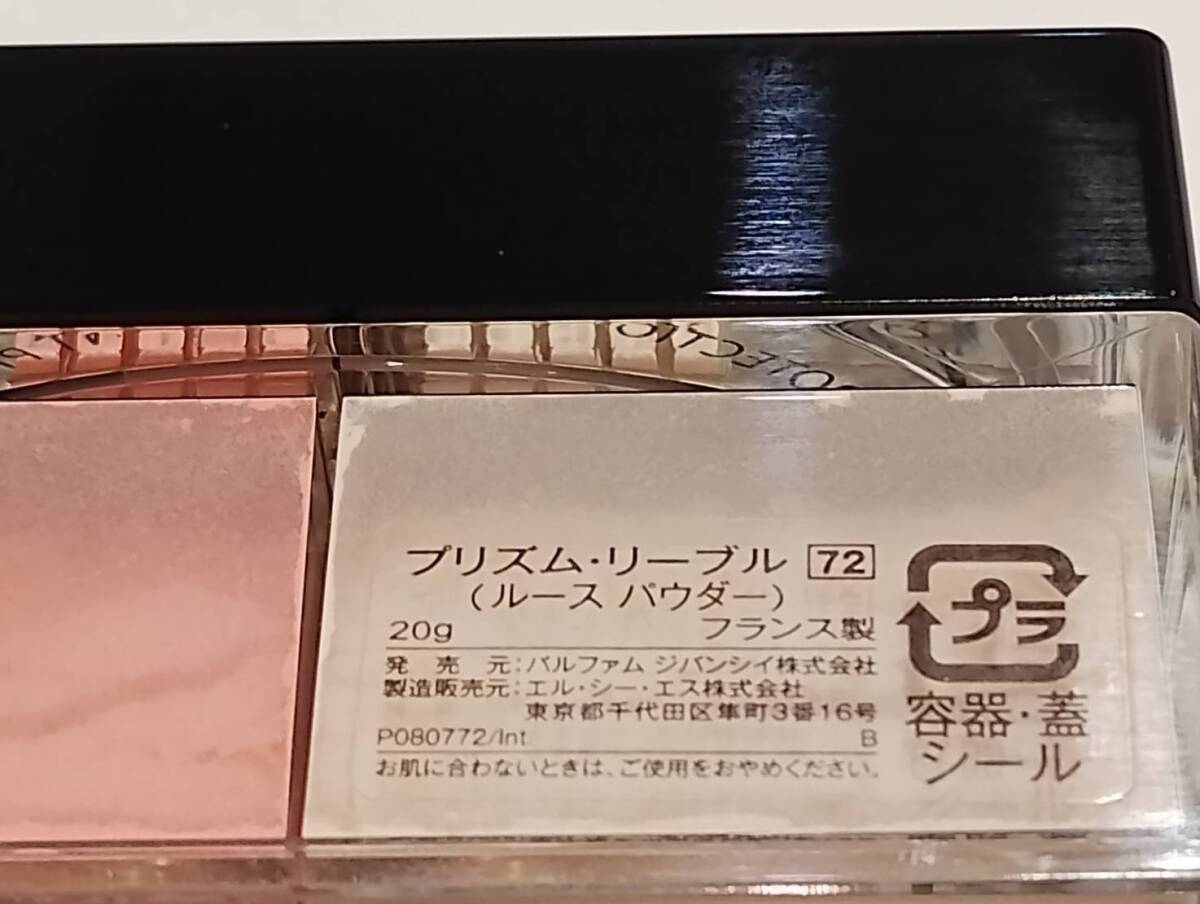 プリズム・リーブル 72
(ルース パウダー)
20g フランス製
発売元:パルファム ジバンシイ株式会社
製造販売元:エル・シー・エス株式会社
東京都千代田区隼町3番16号
P080772/Int B
お肌に合わないときは、ご使用をおやめください。
プラ
容器・蓋
シール